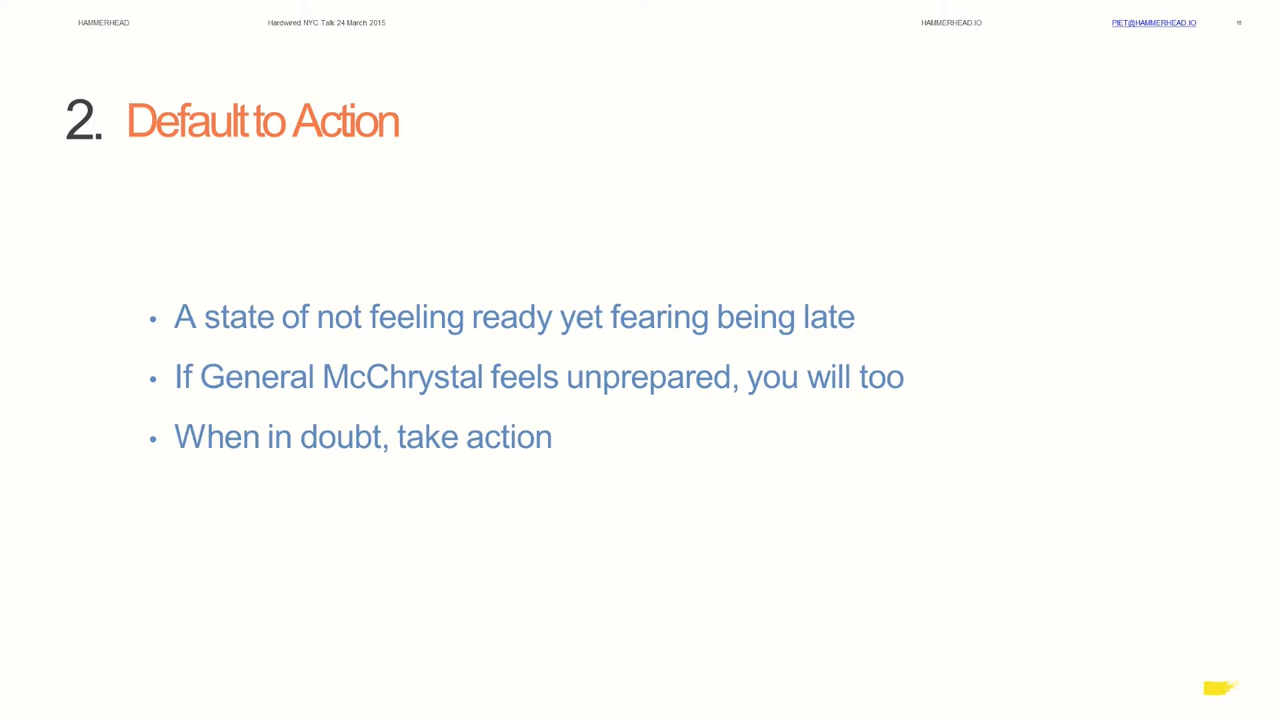 HAMMERHEAD Hardwired NYC Talk 24 March 2015 HAMMERHEAD.IO PIET@HAMMERHEAD.IO
2. Default to Action
• A state of not feeling ready yet fearing being late
• If General McChrystal feels unprepared, you will too
• When in doubt, take action